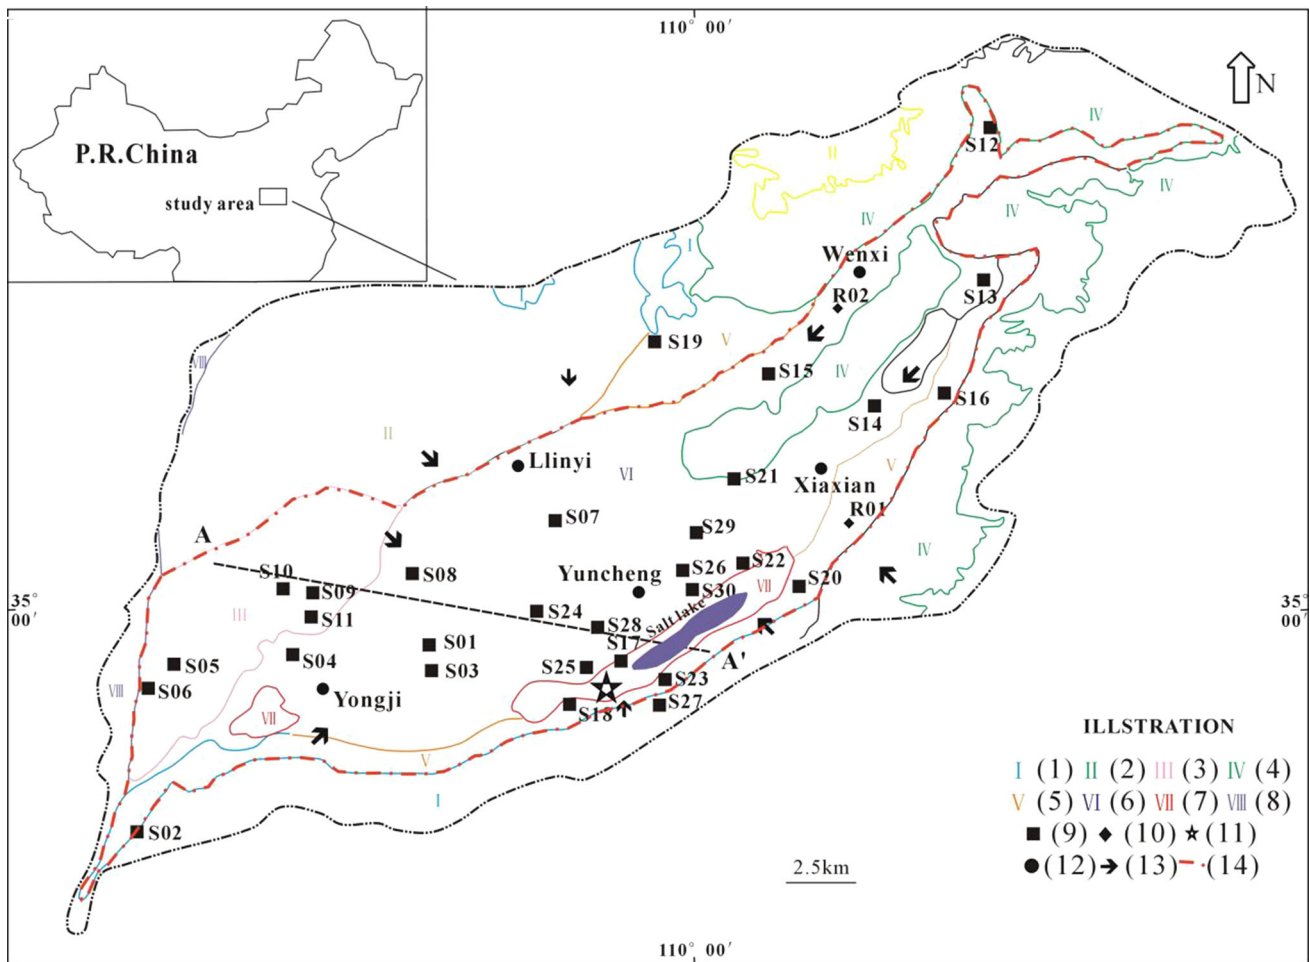 110° 00′
N
P.R.China
study area
IV
S12
II
IV
IV
IV
I
Wenxi
S13
I
R02
V
S19
VIII
S15
IV
S16
S14
II
Llinyi
VI
S21
V
Xiaxian
R01
S07
S29
A
IV
S10
S08
Yuncheng
S26
S22
VII
S20
S09
S30
35° 00′
35° 00′
III
S11
S24
S28
Salt lake
S01
S17
A'
S05
S04
S03
S25
S23
VIII
S06
Yongji
S18
S27
VII
V
I
S02
ILLSTRATION
I (1) II (2) III (3) IV (4)
V (5) VI (6) VII (7) VIII (8)
(9) (10) (11)
(12) (13) (14)
2.5km
110° 00′